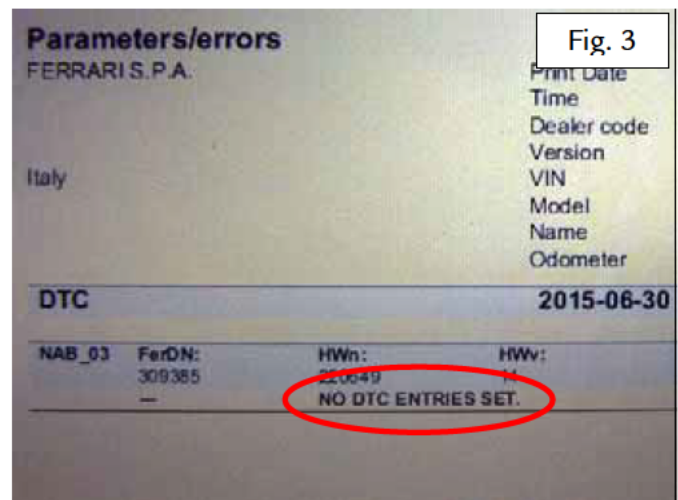 Parameters/errors
Fig. 3
FERRARI S.P.A.
Print Date
Time
Dealer code
Version
Italy
VIN
Model
Name
Odometer
DTC
2015-06-30
NAB_03 FerDN: HWn: HWv:
309385 220649
— NO DTC ENTRIES SET.